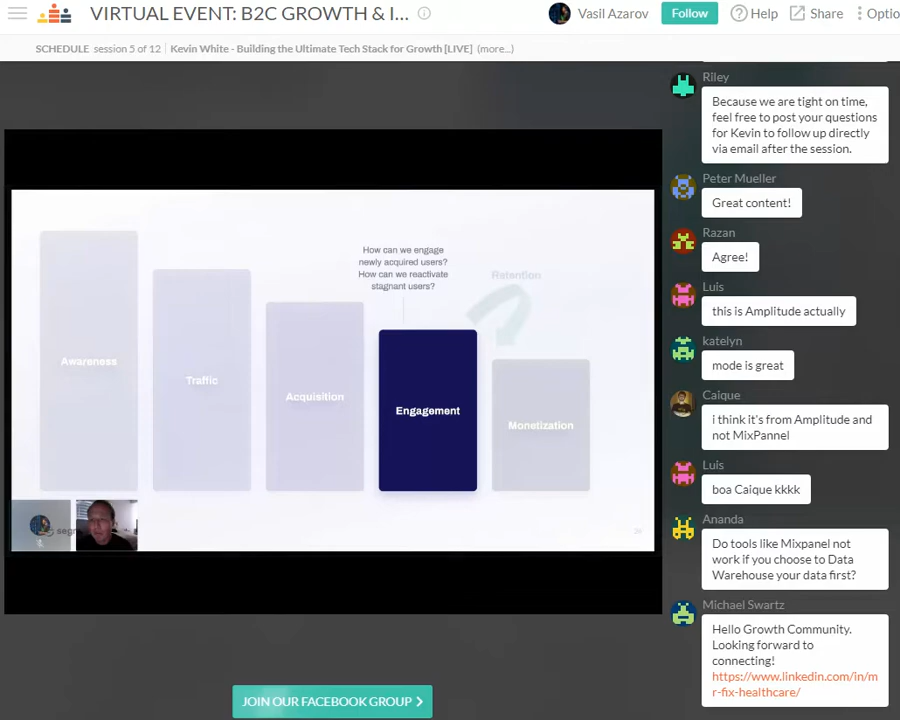 VIRTUAL EVENT: B2C GROWTH & I...
Vasil Azarov
Follow
Help
Share
Optio
SCHEDULE session 5 of 12 | Kevin White - Building the Ultimate Tech Stack for Growth [LIVE] (more...)
How can we engage
newly acquired users?
How can we reactivate
stagnant users?
Retention
Awareness
Traffic
Acquisition
Engagement
Monetization
segm
Riley
Because we are tight on time,
feel free to post your questions
for Kevin to follow up directly
via email after the session.
Peter Mueller
Great content!
Razan
Agree!
Luis
this is Amplitude actually
katelyn
mode is great
Caique
i think it's from Amplitude and
not MixPannel
Luis
boa Caique kkkk
Ananda
Do tools like Mixpanel not
work if you choose to Data
Warehouse your data first?
Michael Swartz
Hello Growth Community.
Looking forward to
connecting!
https://www.linkedin.com/in/m
r-fix-healthcare/
JOIN OUR FACEBOOK GROUP